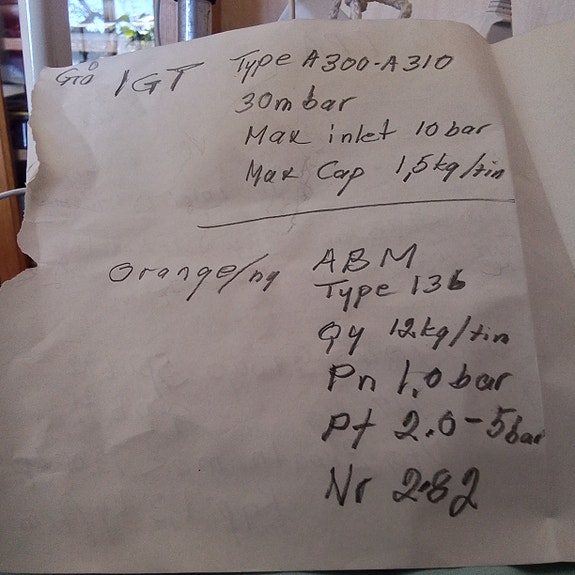 Grå IGT Type A300-A310
30mbar
Max inlet 10bar
Max Cap 1,5kg/tim
Orange/ny ABM
Type 136
Qy 12kg/tim
Pn 1,0bar
Pt 2.0-5bar
Nr 282